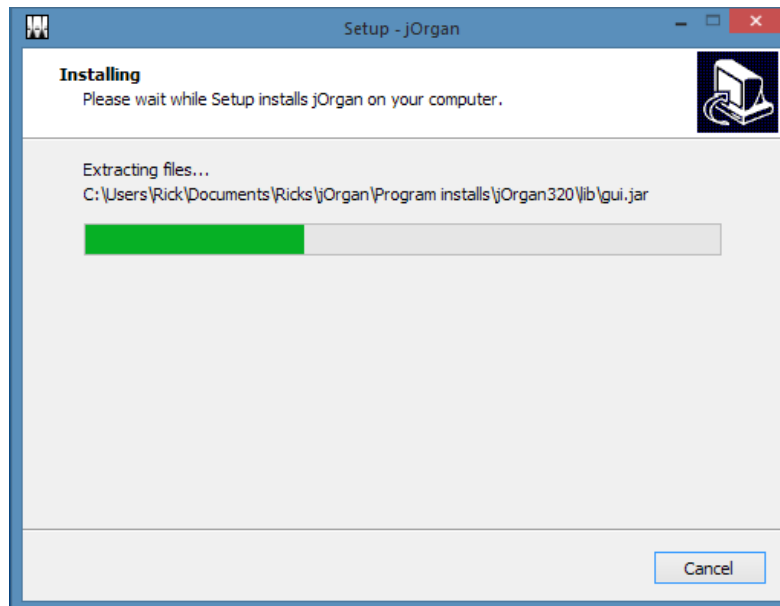 Setup - jOrgan
Installing
Please wait while Setup installs jOrgan on your computer.
Extracting files...
C:\Users\Rick\Documents\Ricks\jOrgan\Program installs\jOrgan320\lib\gui.jar
Cancel